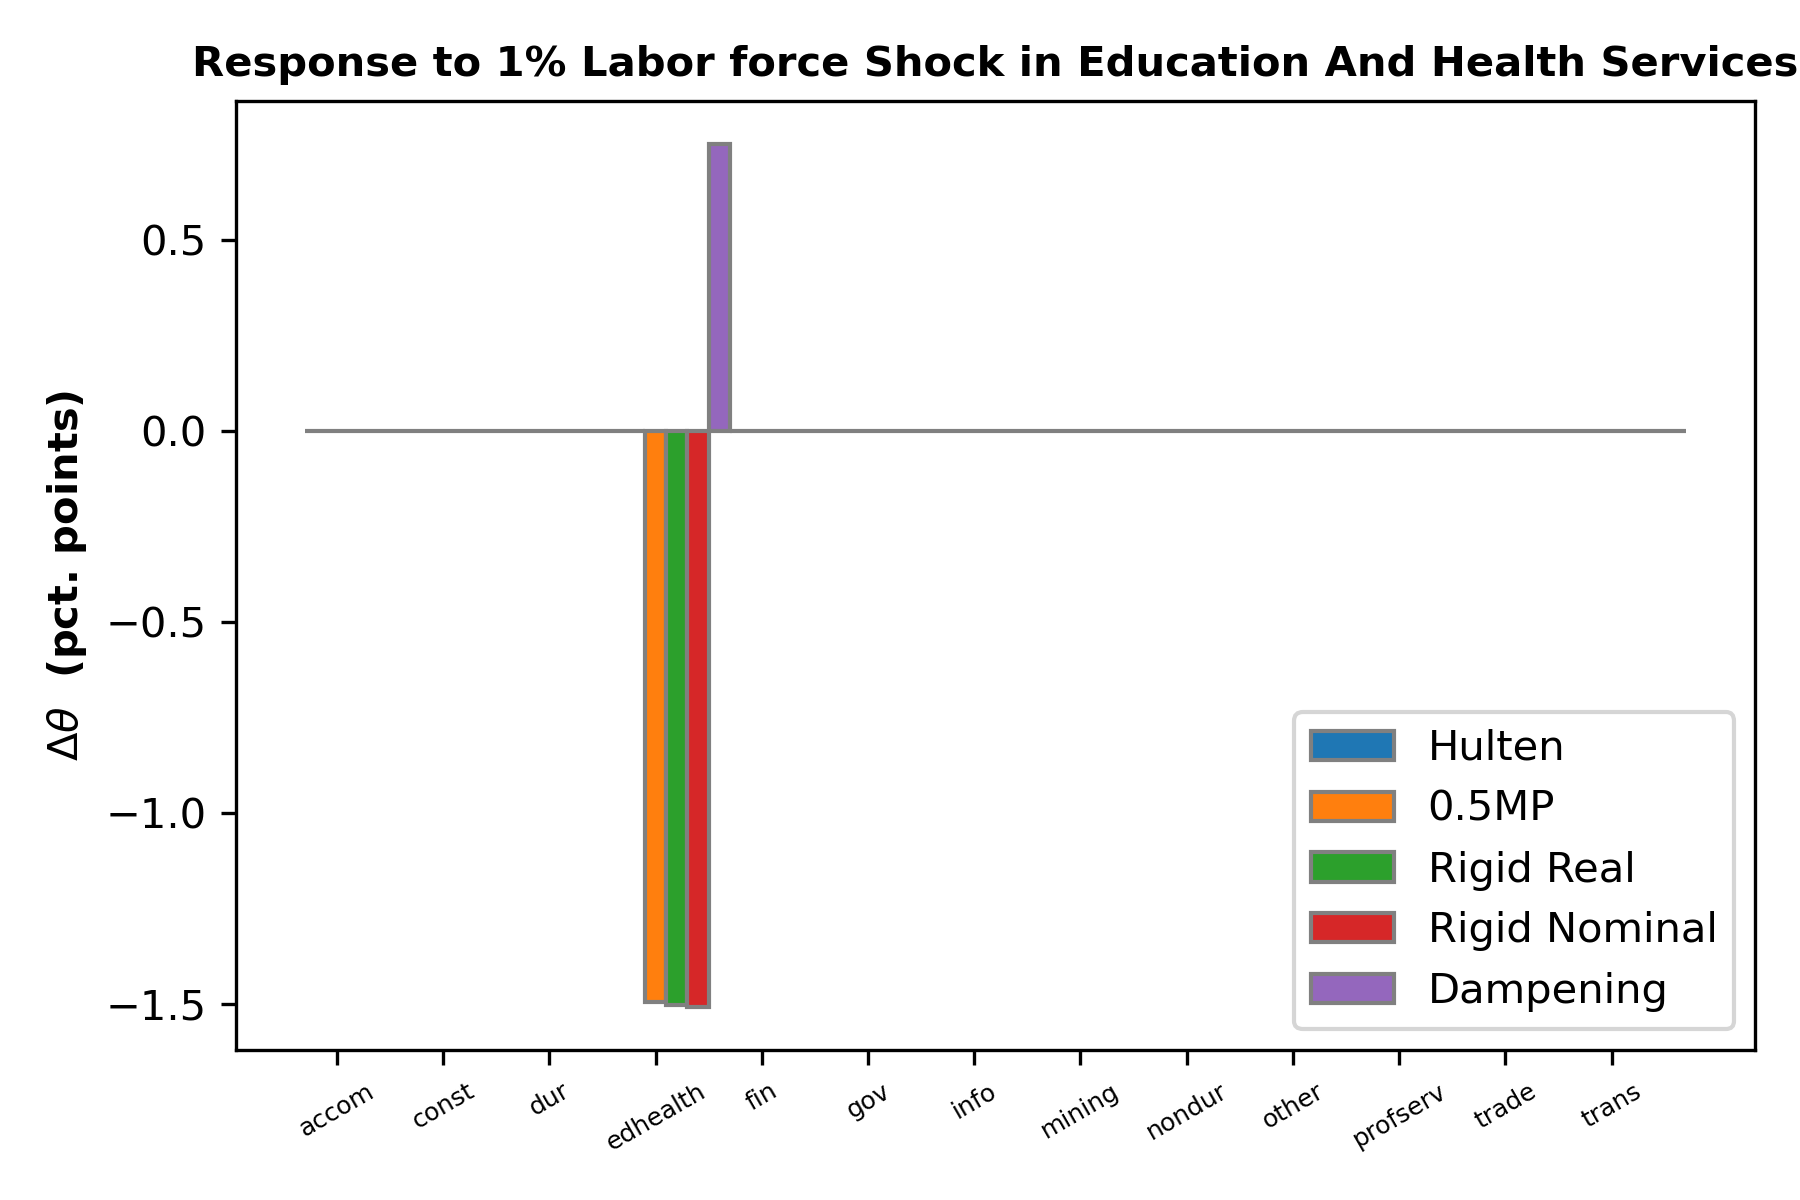 Response to 1% Labor force Shock in Education And Health Services
Δθ (pct. points)
0.5
0.0
−0.5
−1.0
−1.5
accom
const
dur
edhealth
fin
gov
info
mining
nondur
other
profserv
trade
trans
Hulten
0.5MP
Rigid Real
Rigid Nominal
Dampening